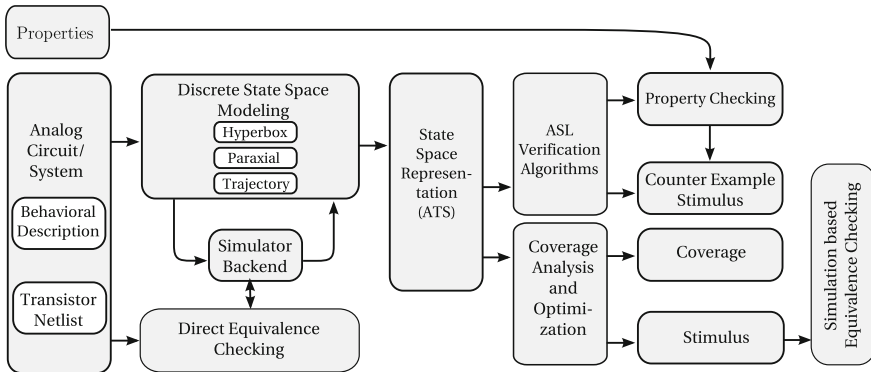 Properties
Analog
Circuit/
System
Behavioral
Description
Transistor
Netlist
Discrete State Space
Modeling
Hyperbox
Paraxial
Trajectory
Simulator
Backend
Direct Equivalence
Checking
State
Space
Represen-
tation
(ATS)
ASL
Verification
Algorithms
Coverage
Analysis
and
Optimi-
zation
Property Checking
Counter Example
Stimulus
Coverage
Stimulus
Simulation based
Equivalence Checking